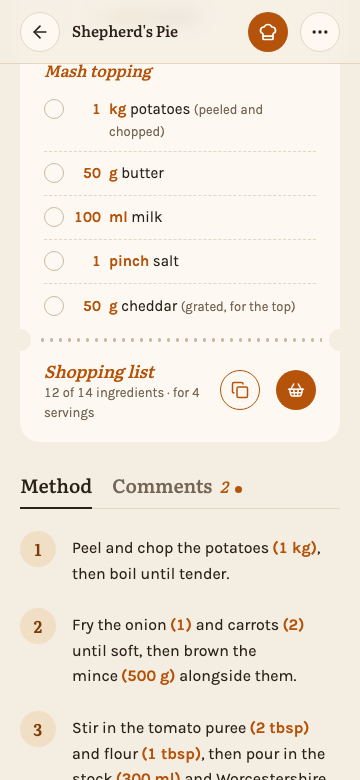 Shepherd's Pie
Mash topping
1 kg potatoes (peeled and
chopped)
50 g butter
100 ml milk
1 pinch salt
50 g cheddar (grated, for the top)
Shopping list
12 of 14 ingredients · for 4
servings
Method Comments 2
1 Peel and chop the potatoes (1 kg),
then boil until tender.
2 Fry the onion (1) and carrots (2)
until soft, then brown the
mince (500 g) alongside them.
3 Stir in the tomato puree (2 tbsp)
and flour (1 tbsp), then pour in the
stock (300 ml) and Worcestershire